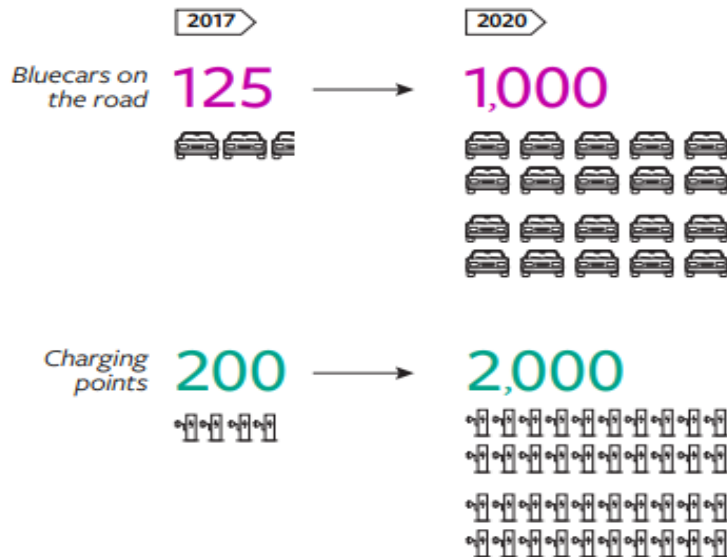 2017
2020
Bluecars on
the road
125
1,000
Charging
points
200
2,000